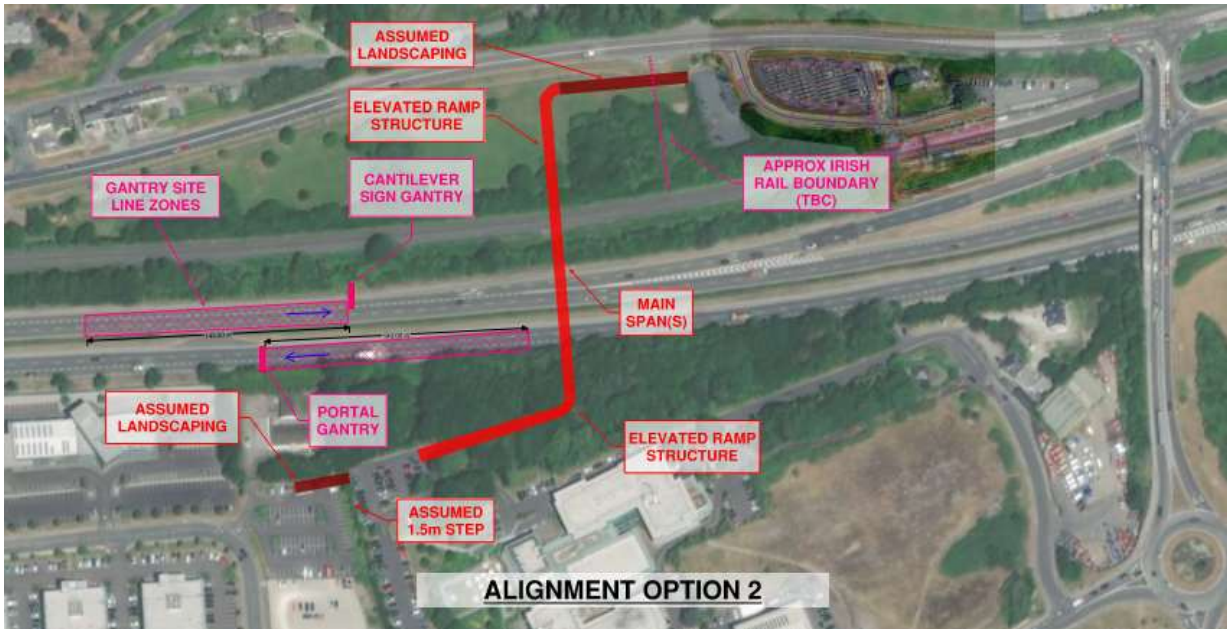 ASSUMED
LANDSCAPING
ELEVATED RAMP
STRUCTURE
GANTRY SITE
LINE ZONES
CANTILEVER
SIGN GANTRY
APPROX IRISH
RAIL BOUNDARY
(TBC)
MAIN
SPAN(S)
ASSUMED
LANDSCAPING
PORTAL
GANTRY
ELEVATED RAMP
STRUCTURE
ASSUMED
1.5m STEP
ALIGNMENT OPTION 2